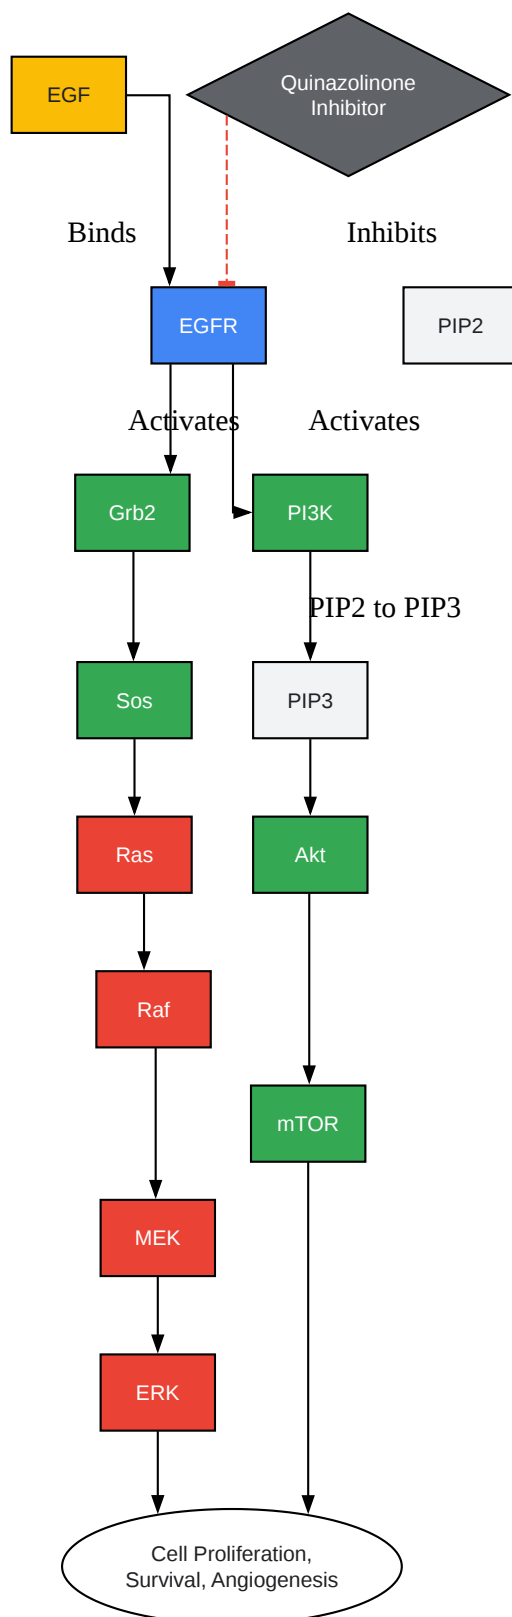 EGF
Quinazolinone
Inhibitor
Binds
Inhibits
EGFR
PIP2
Activates
Activates
Grb2
PI3K
PIP2 to PIP3
Sos
PIP3
Ras
Akt
Raf
mTOR
MEK
ERK
Cell Proliferation,
Survival, Angiogenesis